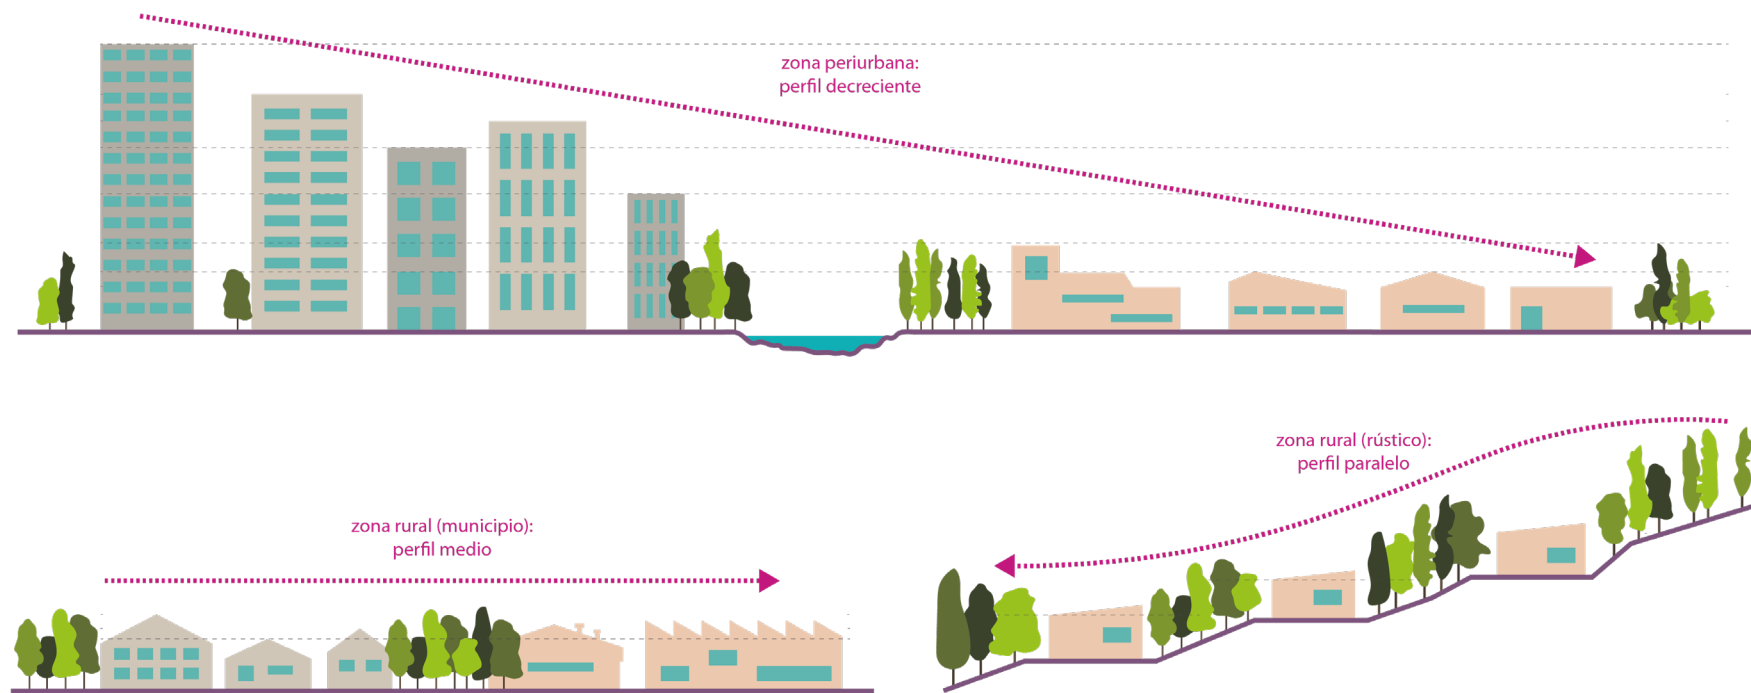 zona periurbana:
perfil decreciente
zona rural (rústico):
perfil paralelo
zona rural (municipio):
perfil medio